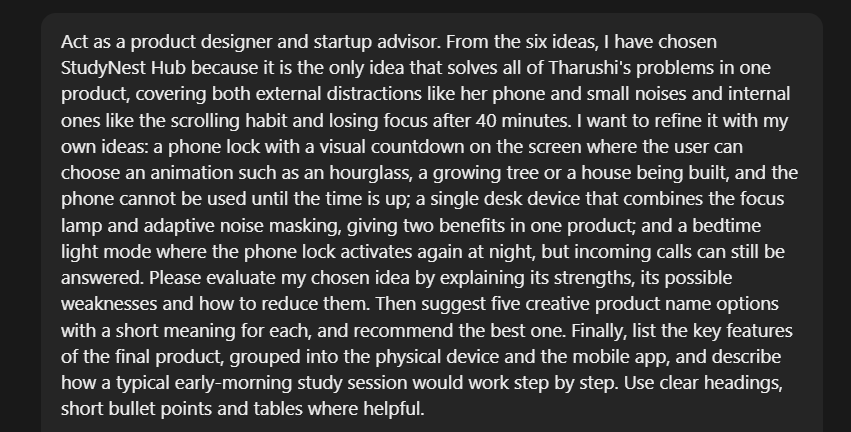 Act as a product designer and startup advisor. From the six ideas, I have chosen
StudyNest Hub because it is the only idea that solves all of Tharushi's problems in one
product, covering both external distractions like her phone and small noises and internal
ones like the scrolling habit and losing focus after 40 minutes. I want to refine it with my
own ideas: a phone lock with a visual countdown on the screen where the user can
choose an animation such as an hourglass, a growing tree or a house being built, and the
phone cannot be used until the time is up; a single desk device that combines the focus
lamp and adaptive noise masking, giving two benefits in one product; and a bedtime
light mode where the phone lock activates again at night, but incoming calls can still be
answered. Please evaluate my chosen idea by explaining its strengths, its possible
weaknesses and how to reduce them. Then suggest five creative product name options
with a short meaning for each, and recommend the best one. Finally, list the key features
of the final product, grouped into the physical device and the mobile app, and describe
how a typical early-morning study session would work step by step. Use clear headings,
short bullet points and tables where helpful.